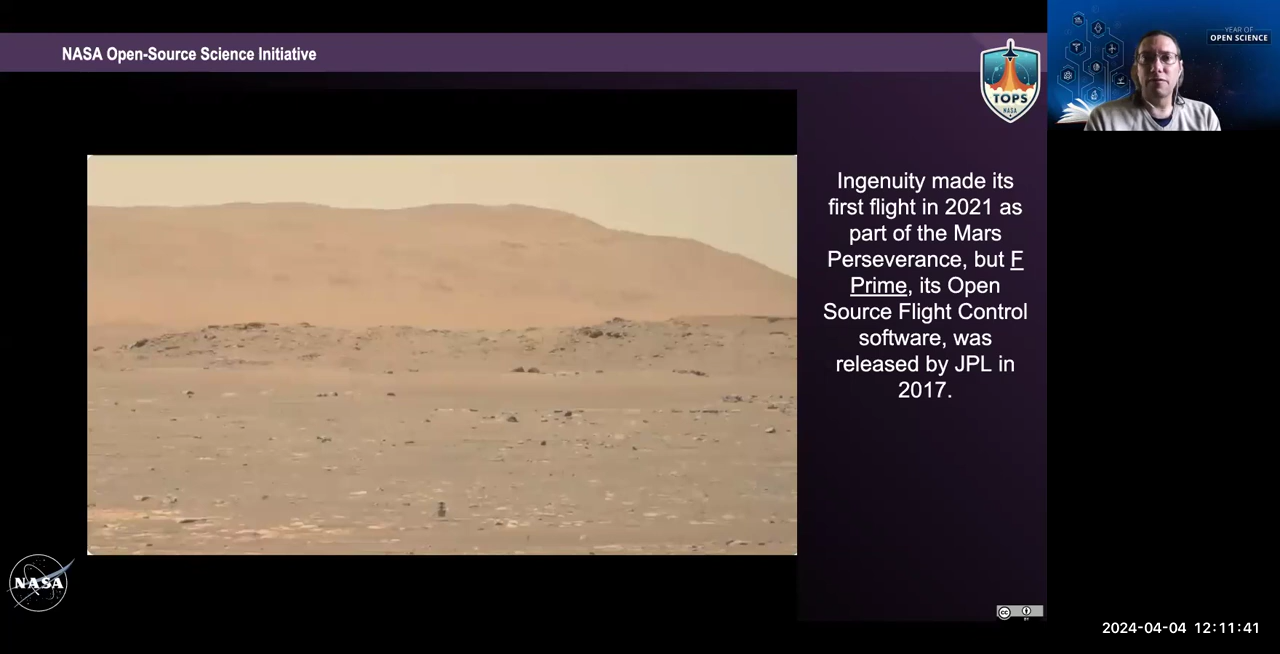 NASA Open-Source Science Initiative
TOPS
NASA
YEAR OF
OPEN SCIENCE
Ingenuity made its
first flight in 2021 as
part of the Mars
Perseverance, but F
Prime, its Open
Source Flight Control
software, was
released by JPL in
2017.
NASA
cc
BY
2024-04-04 12:11:41